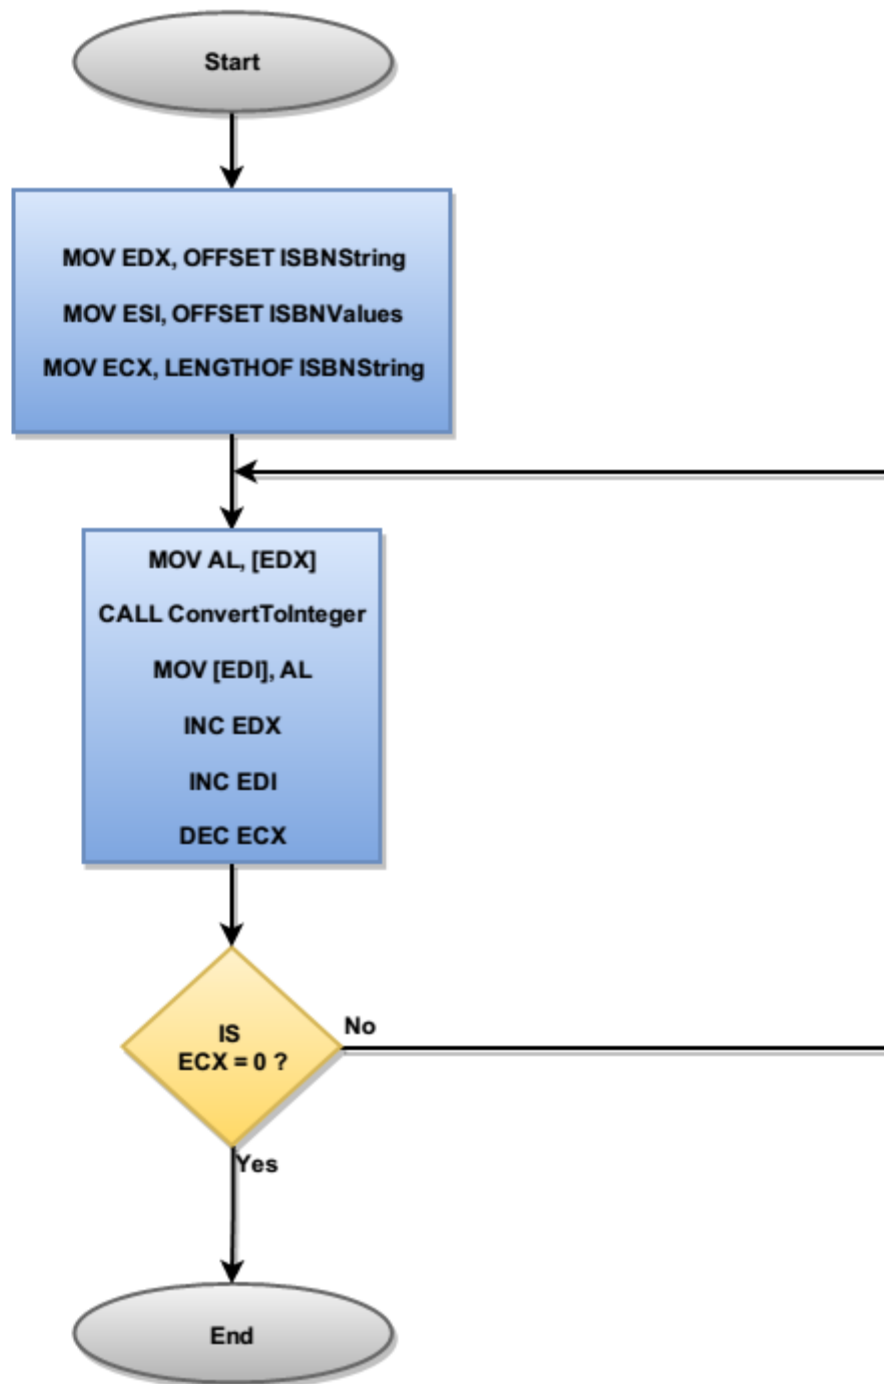 Start
MOV EDX, OFFSET ISBNString
MOV ESI, OFFSET ISBNValues
MOV ECX, LENGTHOF ISBNString
MOV AL, [EDX]
CALL ConvertToInteger
MOV [EDI], AL
INC EDX
INC EDI
DEC ECX
IS
ECX = 0 ?
No
Yes
End